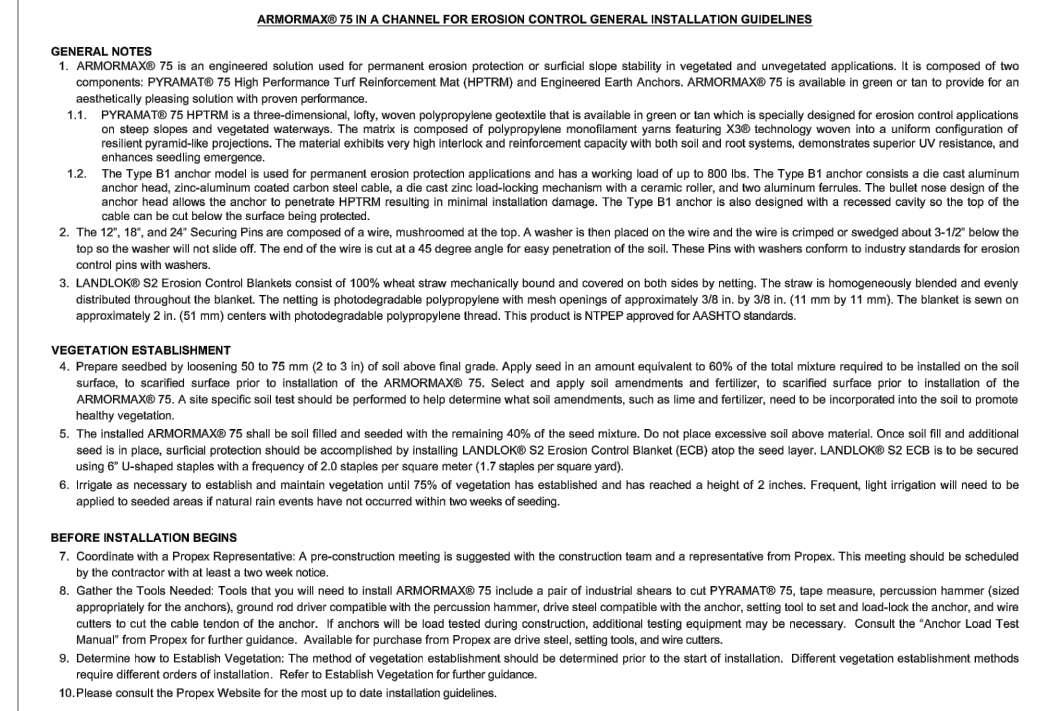 ARMORMAX® 75 IN A CHANNEL FOR EROSION CONTROL GENERAL INSTALLATION GUIDELINES
GENERAL NOTES
1. ARMORMAX® 75 is an engineered solution used for permanent erosion protection or surficial slope stability in vegetated and unvegetated applications. It is composed of two
components: PYRAMAT® 75 High Performance Turf Reinforcement Mat (HPTRM) and Engineered Earth Anchors. ARMORMAX® 75 is available in green or tan to provide for an
aesthetically pleasing solution with proven performance.
1.1. PYRAMAT® 75 HPTRM is a three-dimensional, lofty, woven polypropylene geotextile that is available in green or tan which is specially designed for erosion control applications
on steep slopes and vegetated waterways. The matrix is composed of polypropylene monofilament yarns featuring X3® technology woven into a uniform configuration of
resilient pyramid-like projections. The material exhibits very high interlock and reinforcement capacity with both soil and root systems, demonstrates superior UV resistance, and
enhances seedling emergence.
1.2. The Type B1 anchor model is used for permanent erosion protection applications and has a working load of up to 800 lbs. The Type B1 anchor consists a die cast aluminum
anchor head, zinc-aluminum coated carbon steel cable, a die cast zinc load-locking mechanism with a ceramic roller, and two aluminum ferrules. The bullet nose design of the
anchor head allows the anchor to penetrate HPTRM resulting in minimal installation damage. The Type B1 anchor is also designed with a recessed cavity so the top of the
cable can be cut below the surface being protected.
2. The 12", 18", and 24" Securing Pins are composed of a wire, mushroomed at the top. A washer is then placed on the wire and the wire is crimped or swedged about 3-1/2" below the
top so the washer will not slide off. The end of the wire is cut at a 45 degree angle for easy penetration of the soil. These Pins with washers conform to industry standards for erosion
control pins with washers.
3. LANDLOK® S2 Erosion Control Blankets consist of 100% wheat straw mechanically bound and covered on both sides by netting. The straw is homogeneously blended and evenly
distributed throughout the blanket. The netting is photodegradable polypropylene with mesh openings of approximately 3/8 in. by 3/8 in. (11 mm by 11 mm). The blanket is sewn on
approximately 2 in. (51 mm) centers with photodegradable polypropylene thread. This product is NTPEP approved for AASHTO standards.
VEGETATION ESTABLISHMENT
4. Prepare seedbed by loosening 50 to 75 mm (2 to 3 in) of soil above final grade. Apply seed in an amount equivalent to 60% of the total mixture required to be installed on the soil
surface, to scarified surface prior to installation of the ARMORMAX® 75. Select and apply soil amendments and fertilizer, to scarified surface prior to installation of the
ARMORMAX® 75. A site specific soil test should be performed to help determine what soil amendments, such as lime and fertilizer, need to be incorporated into the soil to promote
healthy vegetation.
5. The installed ARMORMAX® 75 shall be soil filled and seeded with the remaining 40% of the seed mixture. Do not place excessive soil above material. Once soil fill and additional
seed is in place, surficial protection should be accomplished by installing LANDLOK® S2 Erosion Control Blanket (ECB) atop the seed layer. LANDLOK® S2 ECB is to be secured
using 6" U-shaped staples with a frequency of 2.0 staples per square meter (1.7 staples per square yard).
6. Irrigate as necessary to establish and maintain vegetation until 75% of vegetation has established and has reached a height of 2 inches. Frequent, light irrigation will need to be
applied to seeded areas if natural rain events have not occurred within two weeks of seeding.
BEFORE INSTALLATION BEGINS
7. Coordinate with a Propex Representative: A pre-construction meeting is suggested with the construction team and a representative from Propex. This meeting should be scheduled
by the contractor with at least a two week notice.
8. Gather the Tools Needed: Tools that you will need to install ARMORMAX® 75 include a pair of industrial shears to cut PYRAMAT® 75, tape measure, percussion hammer (sized
appropriately for the anchors), ground rod driver compatible with the percussion hammer, drive steel compatible with the anchor, setting tool to set and load-lock the anchor, and wire
cutters to cut the cable tendon of the anchor. If anchors will be load tested during construction, additional testing equipment may be necessary. Consult the "Anchor Load Test
Manual" from Propex for further guidance. Available for purchase from Propex are drive steel, setting tools, and wire cutters.
9. Determine how to Establish Vegetation: The method of vegetation establishment should be determined prior to the start of installation. Different vegetation establishment methods
require different orders of installation. Refer to Establish Vegetation for further guidance.
10. Please consult the Propex Website for the most up to date installation guidelines.